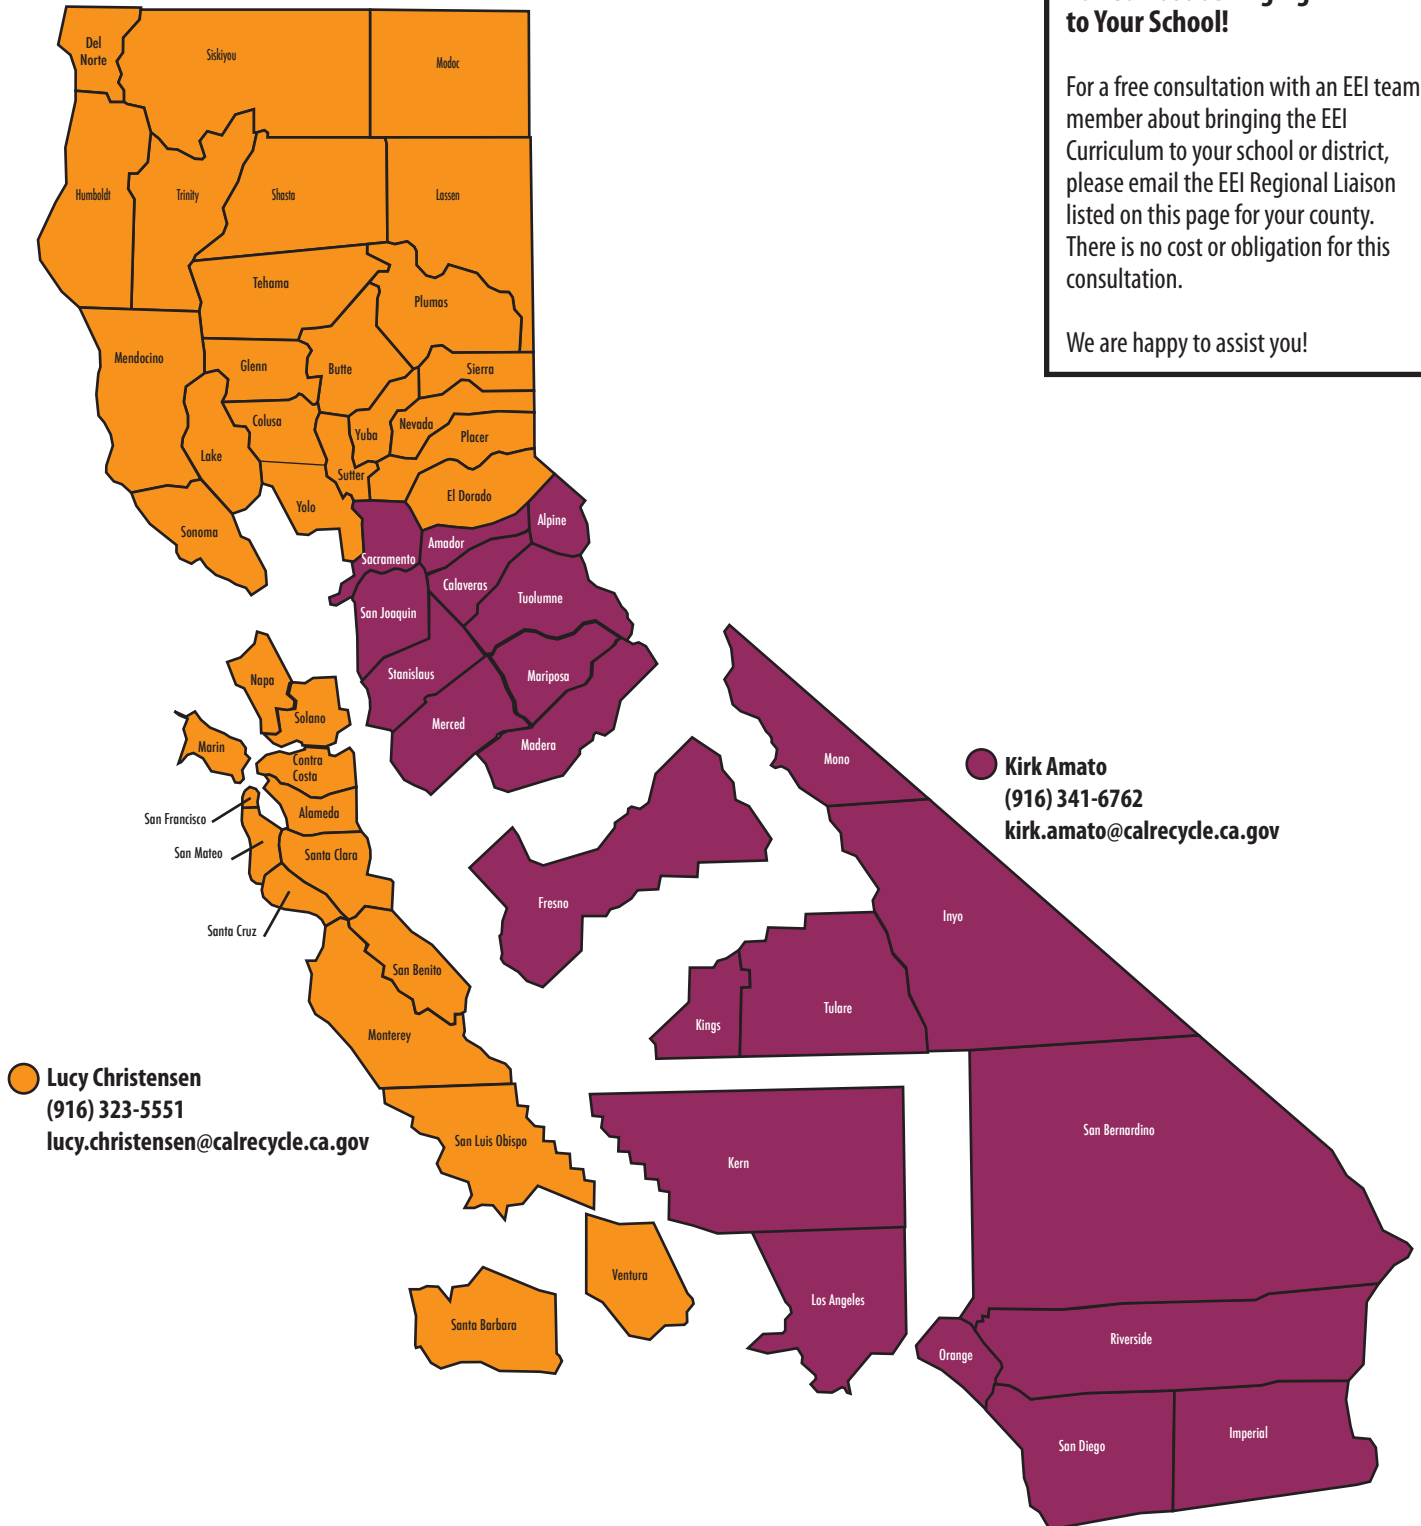 to Your School!
For a free consultation with an EEI team
member about bringing the EEI
Curriculum to your school or district,
please email the EEI Regional Liaison
listed on this page for your county.
There is no cost or obligation for this
consultation.
We are happy to assist you!
Del
Norte
Siskiyou
Modoc
Humboldt
Trinity
Shasta
Lassen
Tehama
Plumas
Mendocino
Glenn
Butte
Sierra
Colusa
Yuba
Nevada
Placer
Lake
Sutter
El Dorado
Yolo
Sonoma
Alpine
Amador
Sacramento
Calaveras
Tuolumne
San Joaquin
Stanislaus
Mariposa
Merced
Madera
Napa
Solano
Marin
Contra
Costa
San Francisco
Alameda
San Mateo
Santa Clara
Santa Cruz
San Benito
Monterey
Mono
Kirk Amato
(916) 341-6762
kirk.amato@calrecycle.ca.gov
Fresno
Inyo
Kings
Tulare
Lucy Christensen
(916) 323-5551
lucy.christensen@calrecycle.ca.gov
San Luis Obispo
Kern
San Bernardino
Ventura
Santa Barbara
Los Angeles
Orange
Riverside
San Diego
Imperial